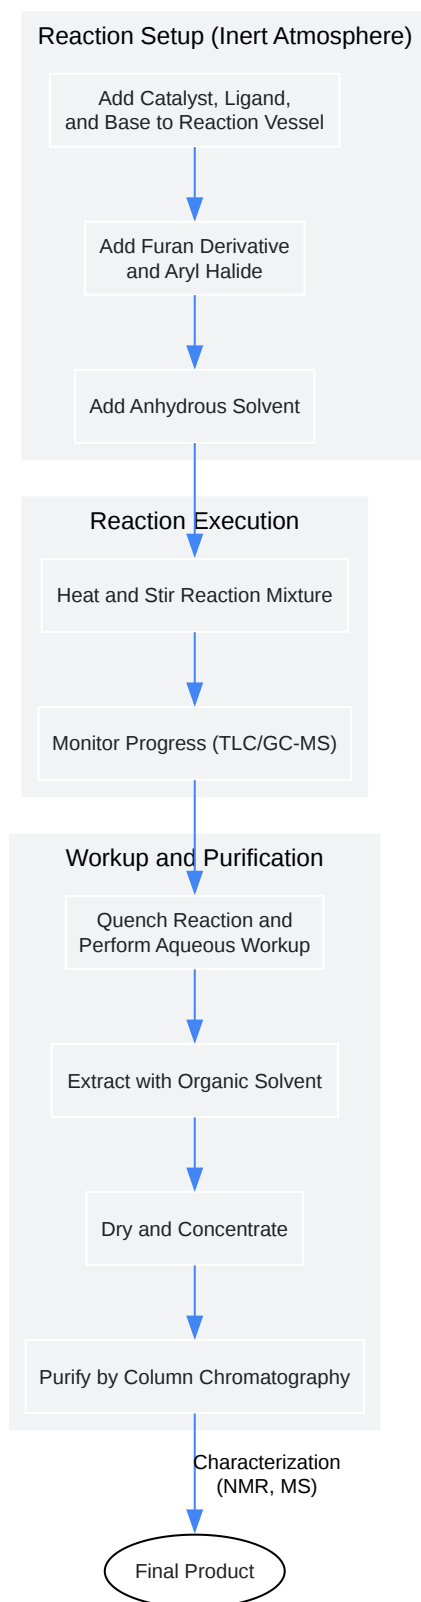 Reaction Setup (Inert Atmosphere)
Add Catalyst, Ligand,
and Base to Reaction Vessel
Add Furan Derivative
and Aryl Halide
Add Anhydrous Solvent
Reaction Execution
Heat and Stir Reaction Mixture
Monitor Progress (TLC/GC-MS)
Workup and Purification
Quench Reaction and
Perform Aqueous Workup
Extract with Organic Solvent
Dry and Concentrate
Purify by Column Chromatography
Characterization
(NMR, MS)
Final Product